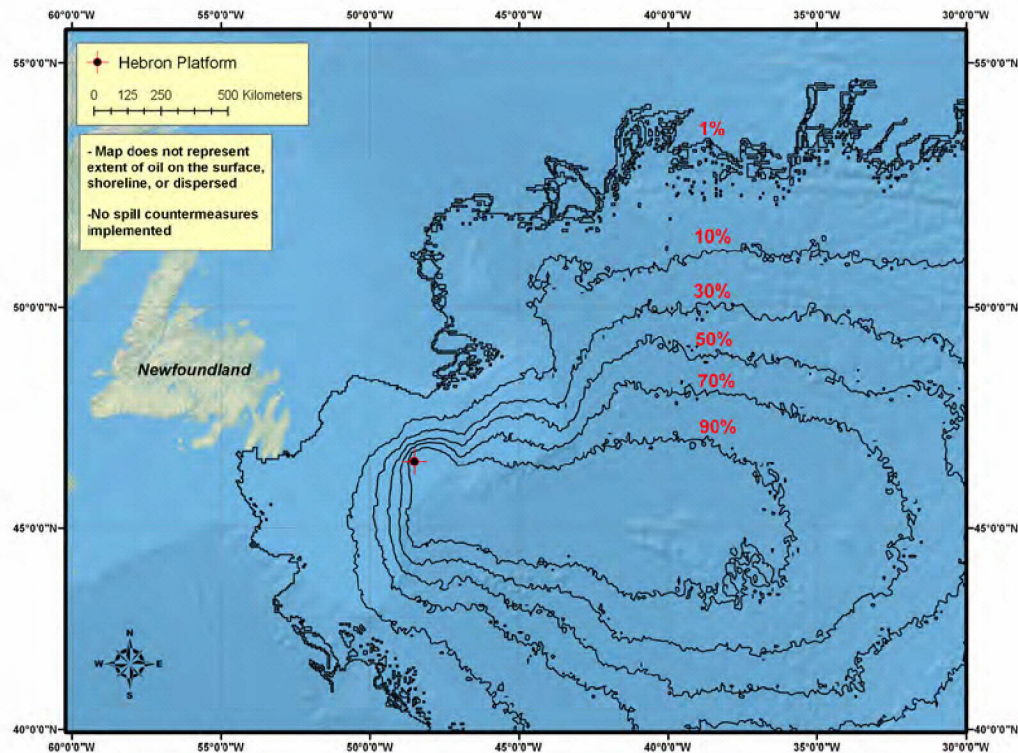 60°0'0"W 55°0'0"W 50°0'0"W 45°0'0"W 40°0'0"W 35°0'0"W 30°0'0"W
55°0'0"N 55°0'0"N
Hebron Platform
0 125 250 500 Kilometers
- Map does not represent
extent of oil on the surface,
shoreline, or dispersed
-No spill countermeasures
implemented
1%
10%
30%
50°0'0"N 50°0'0"N
50%
Newfoundland
70%
90%
45°0'0"N 45°0'0"N
N
W E
S
40°0'0"N 40°0'0"N
60°0'0"W 55°0'0"W 50°0'0"W 45°0'0"W 40°0'0"W 35°0'0"W 30°0'0"W